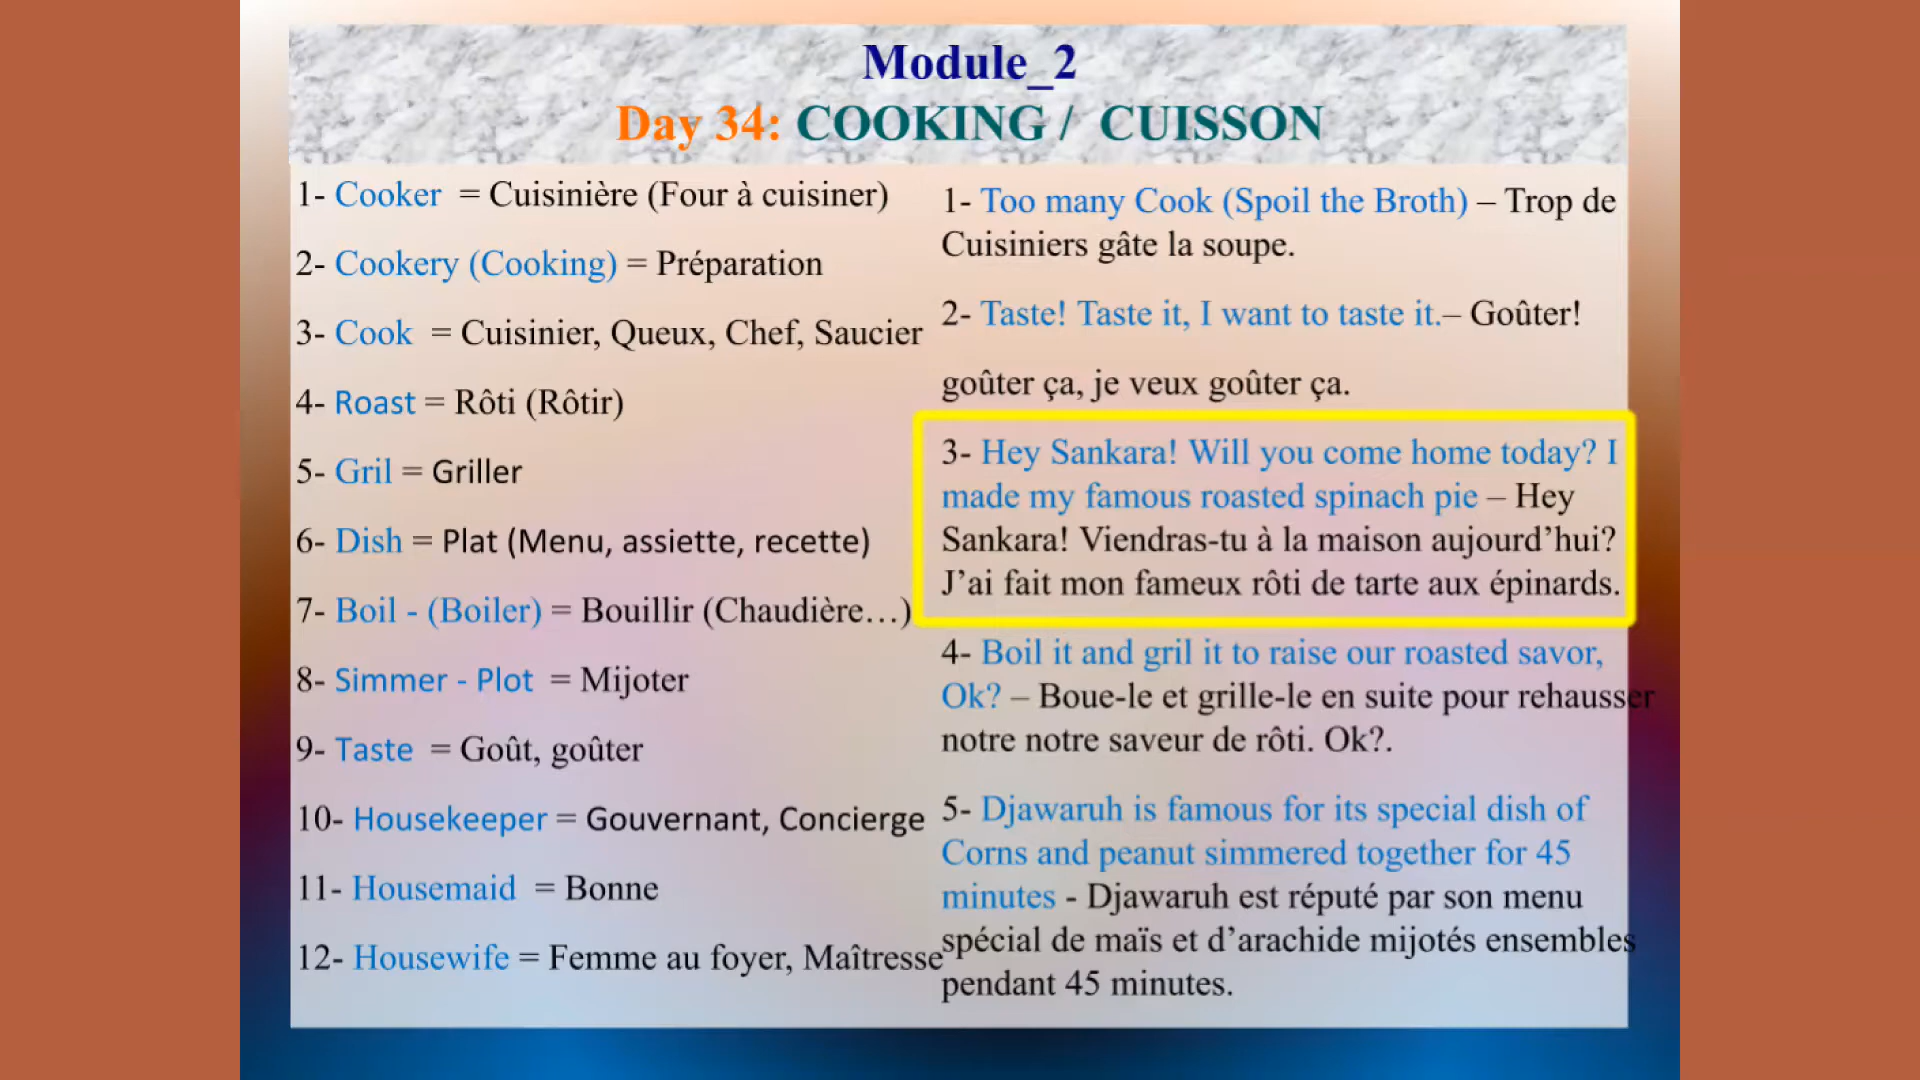 Module_2
Day 34: COOKING / CUISSON
1- Cooker = Cuisinière (Four à cuisiner)
2- Cookery (Cooking) = Préparation
3- Cook = Cuisinier, Queux, Chef, Saucier
4- Roast = Rôti (Rôtir)
5- Gril = Griller
6- Dish = Plat (Menu, assiette, recette)
7- Boil - (Boiler) = Bouillir (Chaudière…)
8- Simmer - Plot = Mijoter
9- Taste = Goût, goûter
10- Housekeeper = Gouvernant, Concierge
11- Housemaid = Bonne
12- Housewife = Femme au foyer, Maîtresse
1- Too many Cook (Spoil the Broth) – Trop de
Cuisiniers gâte la soupe.
2- Taste! Taste it, I want to taste it.– Goûter!
goûter ça, je veux goûter ça.
3- Hey Sankara! Will you come home today? I
made my famous roasted spinach pie – Hey
Sankara! Viendras-tu à la maison aujourd’hui?
J’ai fait mon fameux rôti de tarte aux épinards.
4- Boil it and gril it to raise our roasted savor,
Ok? – Boue-le et grille-le en suite pour rehausser
notre notre saveur de rôti. Ok?.
5- Djawaruh is famous for its special dish of
Corns and peanut simmered together for 45
minutes - Djawaruh est réputé par son menu
spécial de maïs et d’arachide mijotés ensembles
pendant 45 minutes.